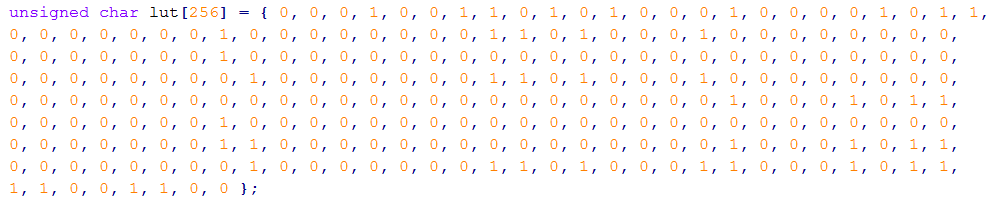 unsigned char lut[256] = { 0, 0, 0, 1, 0, 0, 1, 1, 0, 1, 0, 1, 0, 0, 0, 1, 0, 0, 0, 0, 1, 0, 1, 1,
0, 0, 0, 0, 0, 0, 0, 1, 0, 0, 0, 0, 0, 0, 0, 0, 1, 1, 0, 1, 0, 0, 0, 1, 0, 0, 0, 0, 0, 0, 0, 0,
0, 0, 0, 0, 0, 0, 0, 1, 0, 0, 0, 0, 0, 0, 0, 0, 0, 0, 0, 0, 0, 0, 0, 0, 0, 0, 0, 0, 0, 0, 0, 0,
0, 0, 0, 0, 0, 0, 0, 0, 1, 0, 0, 0, 0, 0, 0, 0, 1, 1, 0, 1, 0, 0, 0, 1, 0, 0, 0, 0, 0, 0, 0, 0,
0, 0, 0, 0, 0, 0, 0, 0, 0, 0, 0, 0, 0, 0, 0, 0, 0, 0, 0, 0, 0, 0, 0, 0, 1, 0, 0, 0, 1, 0, 1, 1,
0, 0, 0, 0, 0, 0, 0, 1, 0, 0, 0, 0, 0, 0, 0, 0, 0, 0, 0, 0, 0, 0, 0, 0, 0, 0, 0, 0, 0, 0, 0, 0,
0, 0, 0, 0, 0, 0, 0, 1, 1, 0, 0, 0, 0, 0, 0, 0, 0, 0, 0, 0, 0, 0, 0, 0, 1, 0, 0, 0, 1, 0, 1, 1,
0, 0, 0, 0, 0, 0, 0, 0, 1, 0, 0, 0, 0, 0, 0, 0, 1, 1, 0, 1, 0, 0, 0, 1, 1, 0, 0, 0, 1, 0, 1, 1,
1, 1, 0, 0, 1, 1, 0, 0 };